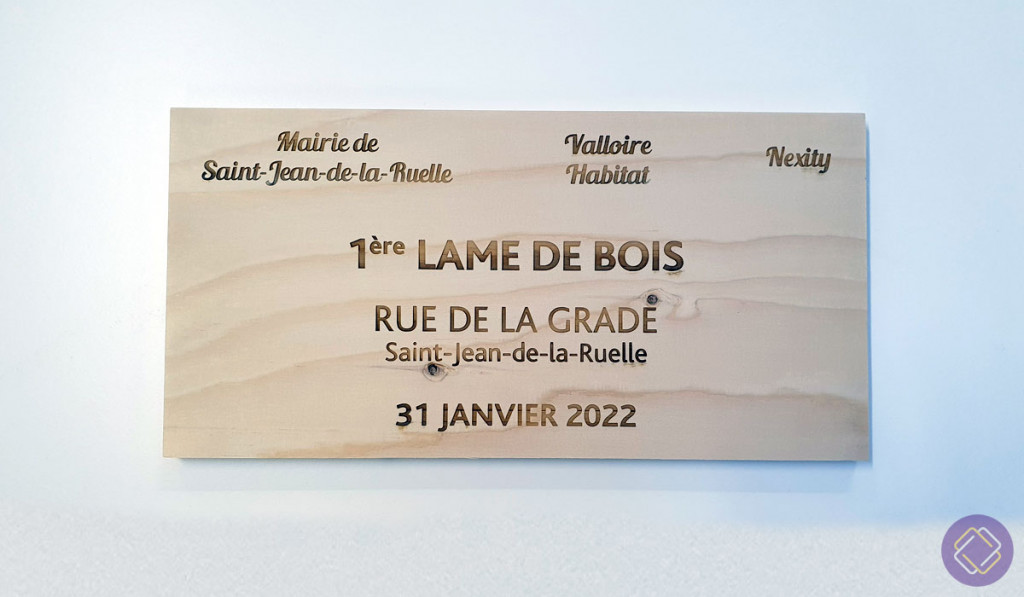 Mairie de
Saint-Jean-de-la-Ruelle
Valloire
Habitat
Nexity
1ère LAME DE BOIS
RUE DE LA GRADE
Saint-Jean-de-la-Ruelle
31 JANVIER 2022